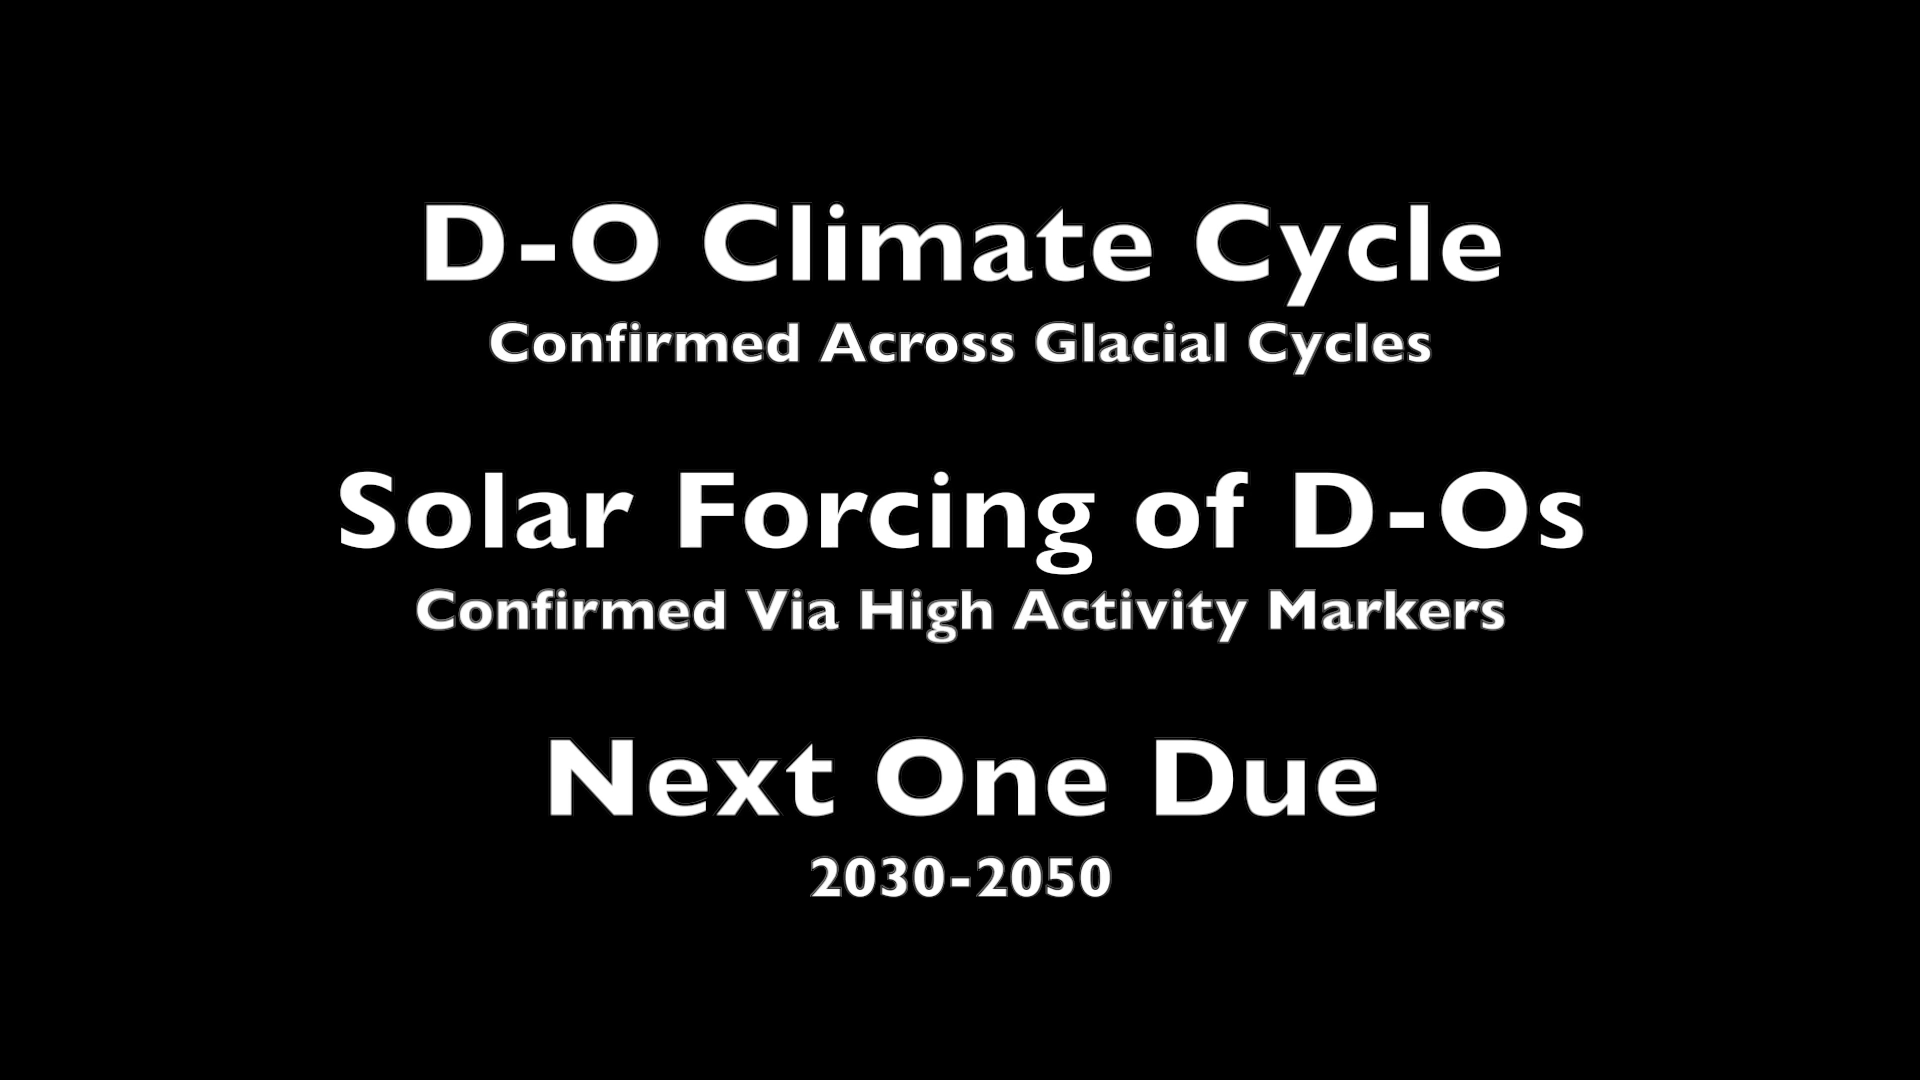 D-O Climate Cycle
Confirmed Across Glacial Cycles
Solar Forcing of D-Os
Confirmed Via High Activity Markers
Next One Due
2030-2050